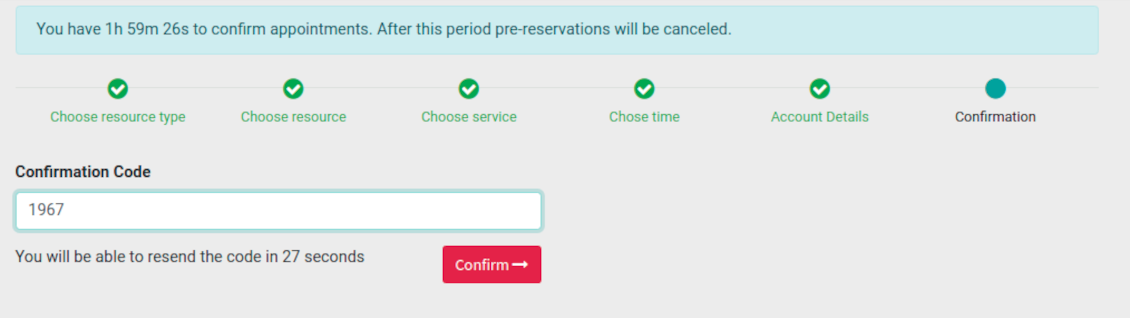 You have 1h 59m 26s to confirm appointments. After this period pre-reservations will be canceled.
Choose resource type
Choose resource
Choose service
Chose time
Account Details
Confirmation
Confirmation Code
1967
You will be able to resend the code in 27 seconds
Confirm